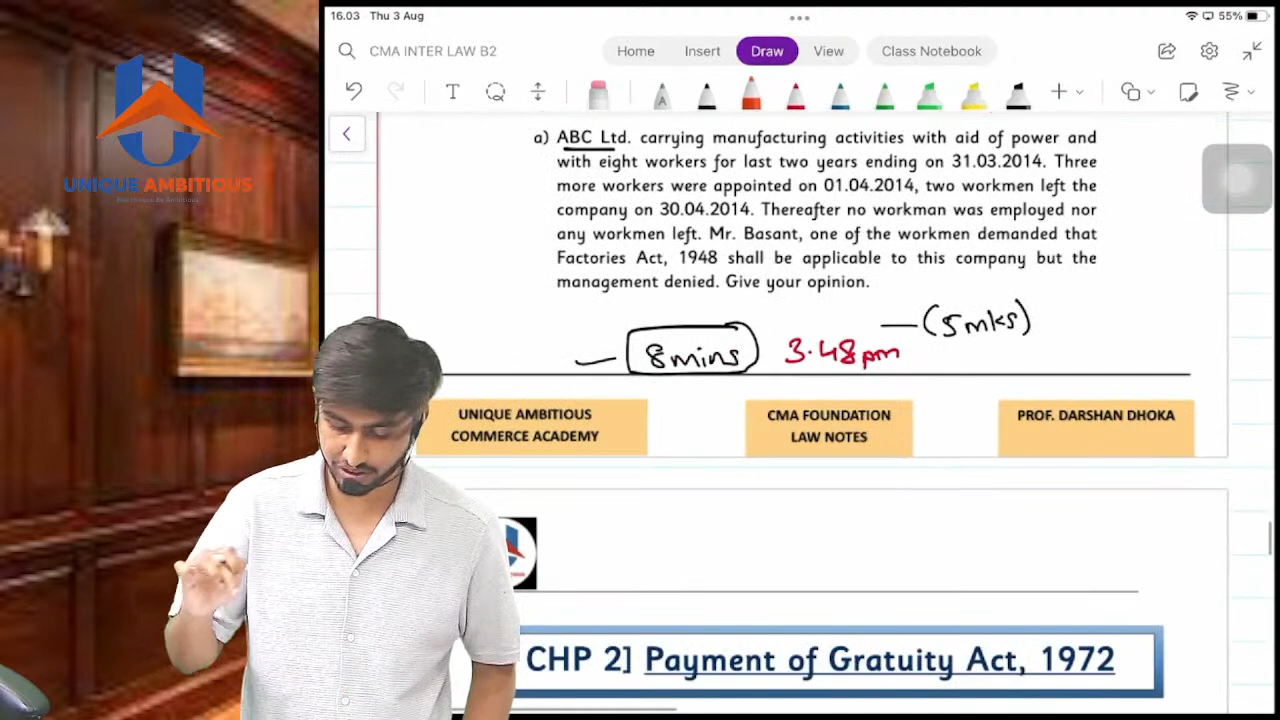 16.03 Thu 3 Aug
55%
CMA INTER LAW B2
Home Insert Draw View Class Notebook
UNIQUE AMBITIOUS
a) ABC Ltd. carrying manufacturing activities with aid of power and
with eight workers for last two years ending on 31.03.2014. Three
more workers were appointed on 01.04.2014, two workmen left the
company on 30.04.2014. Thereafter no workman was employed nor
any workmen left. Mr. Basant, one of the workmen demanded that
Factories Act, 1948 shall be applicable to this company but the
management denied. Give your opinion.
— (5mks)
8mins 3.48pm
UNIQUE AMBITIOUS
COMMERCE ACADEMY
CMA FOUNDATION
LAW NOTES
PROF. DARSHAN DHOKA
CHP 2] Payment of Gratuity Act, 1972